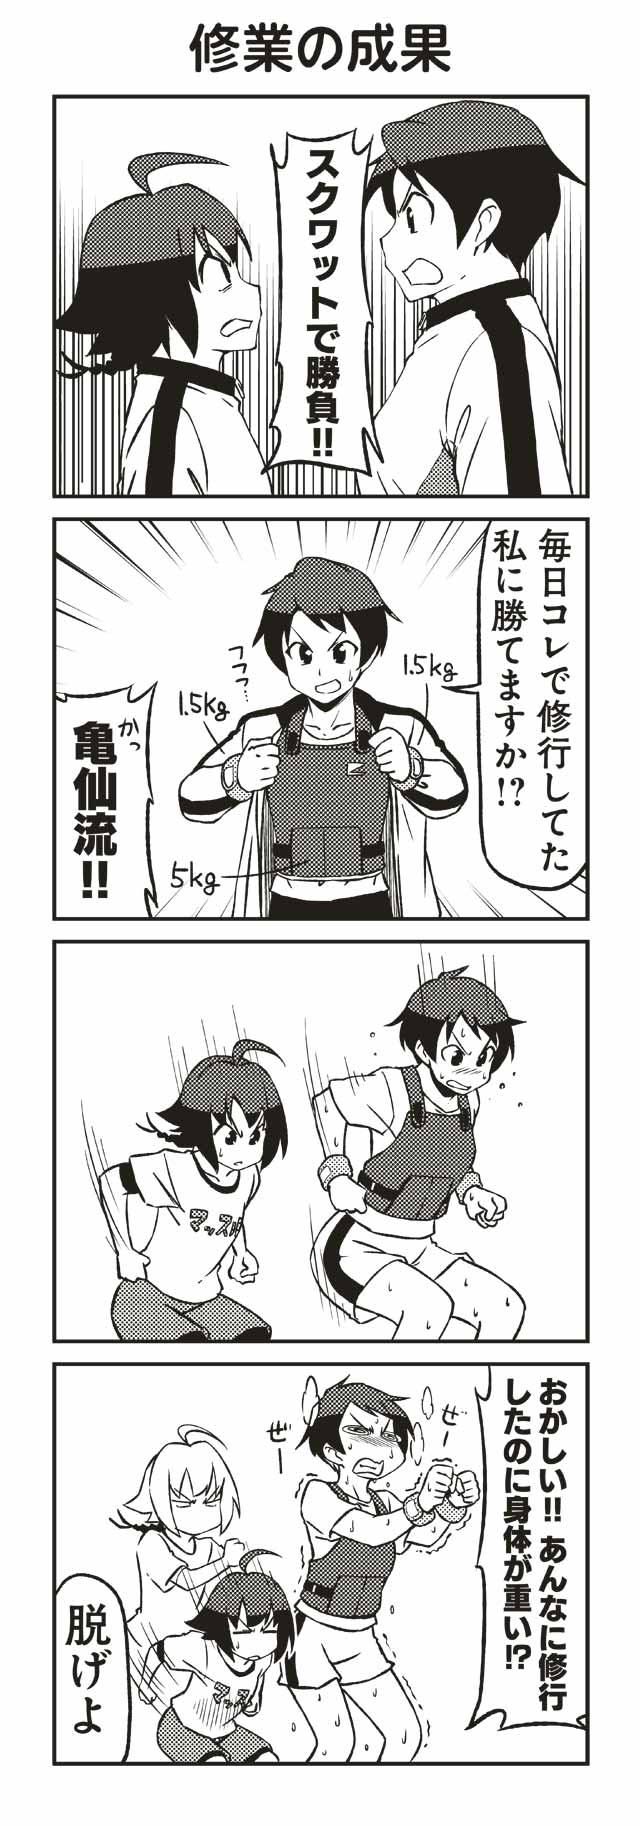 修業の成果
スクワットで勝負!!
毎日コレで修行してた
私に勝てますか!?
1.5kg
フフフ…
1.5kg
5kg
かっ
亀仙流!!
マッスル
おかしい!! あんなに修行
したのに身体が重い!?
ぜー
ぜー
マッス
脱げよ